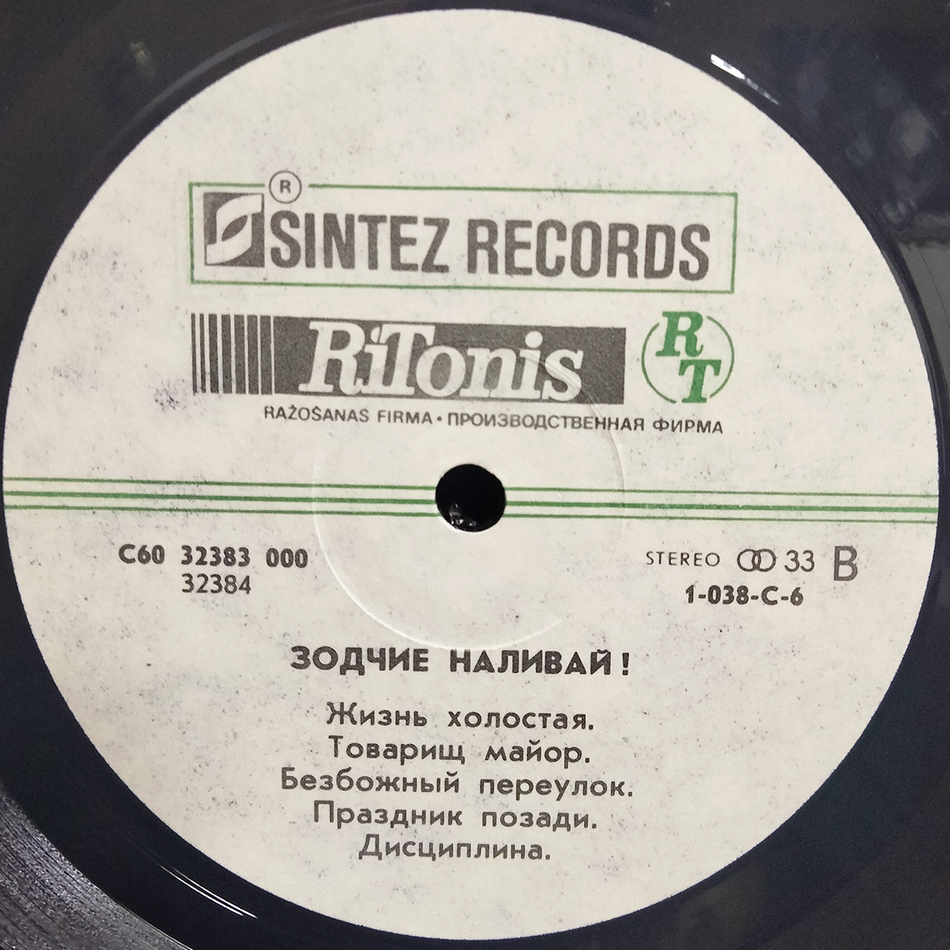 ®
SINTEZ RECORDS
RiTonis
RT
RAŽOŠANAS FIRMA • ПРОИЗВОДСТВЕННАЯ ФИРМА
C60 32383 000
32384
STEREO 33 B
1-038-C-6
ЗОДЧИЕ НАЛИВАЙ!
Жизнь холостая.
Товарищ майор.
Безбожный переулок.
Праздник позади.
Дисциплина.